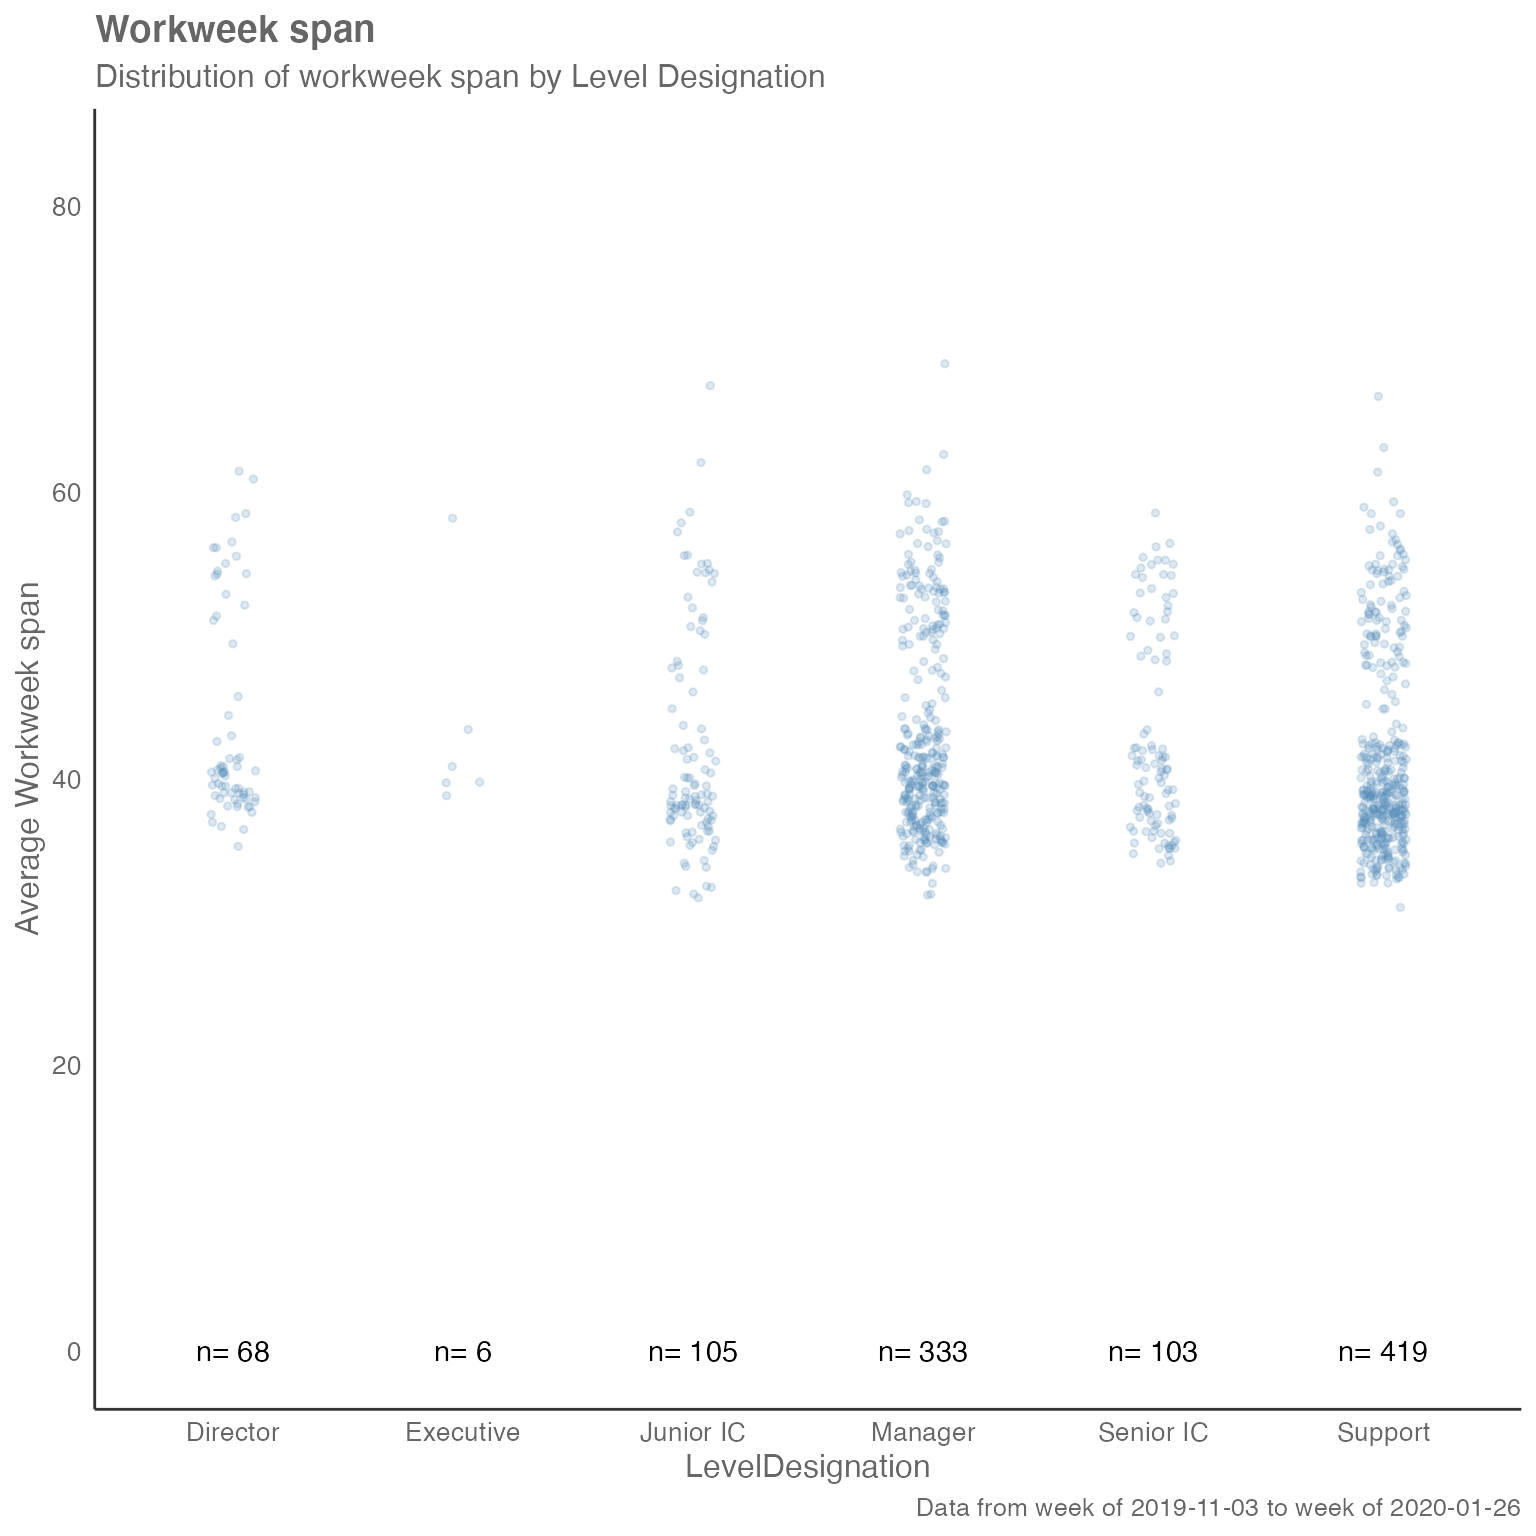 Workweek span
Distribution of workweek span by Level Designation
Average Workweek span
80
60
40
20
0
n= 68
n= 6
n= 105
n= 333
n= 103
n= 419
Director
Executive
Junior IC
Manager
Senior IC
Support
LevelDesignation
Data from week of 2019-11-03 to week of 2020-01-26